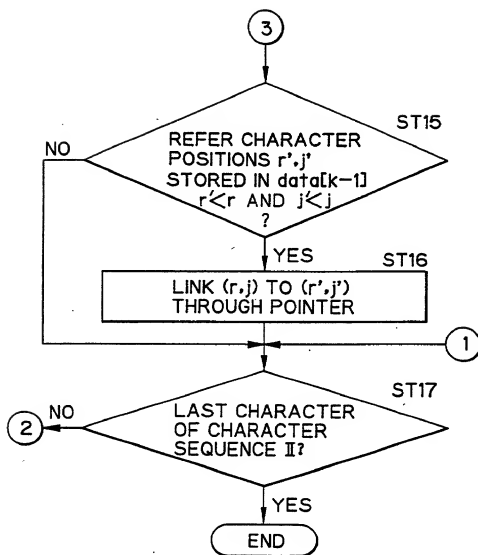 3
ST15
NO
REFER CHARACTER
POSITIONS r',j'
STORED IN data[k-1]
r'<r AND j'<j
?
YES
ST16
LINK (r,j) TO (r',j')
THROUGH POINTER
1
ST17
NO
2
LAST CHARACTER
OF CHARACTER
SEQUENCE II?
YES
END